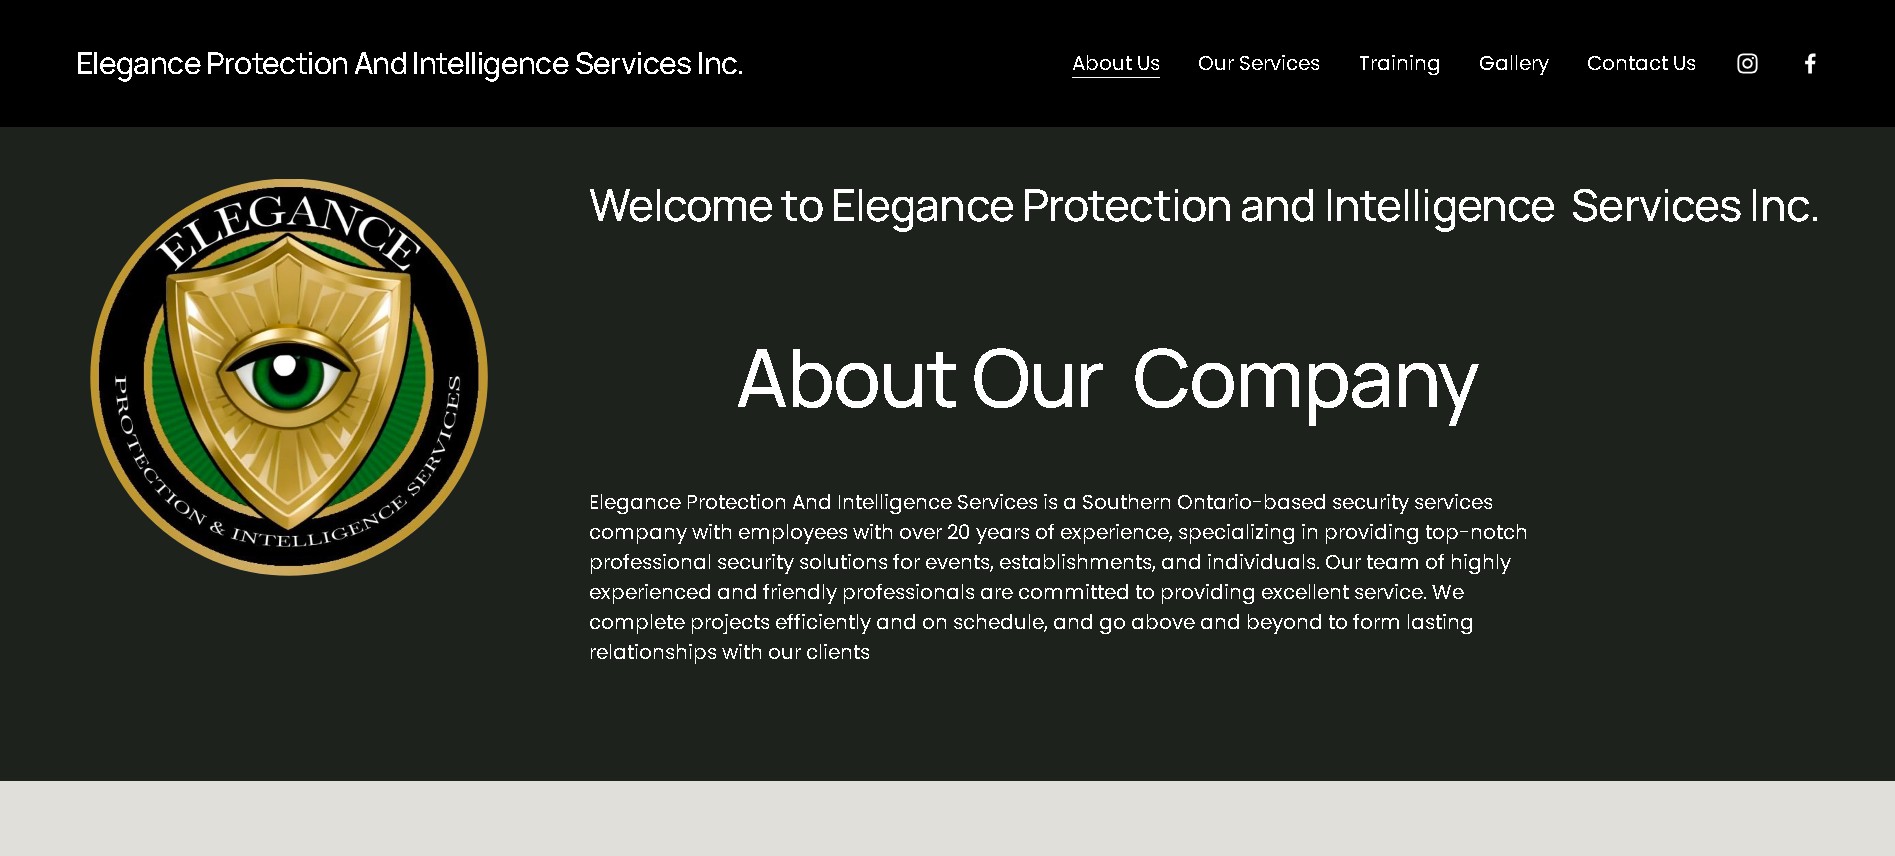 Elegance Protection And Intelligence Services Inc.
About Us Our Services Training Gallery Contact Us
ELEGANCE
PROTECTION & INTELLIGENCE SERVICES
Welcome to Elegance Protection and Intelligence  Services Inc.
About Our  Company
Elegance Protection And Intelligence Services is a Southern Ontario-based security services
company with employees with over 20 years of experience, specializing in providing top-notch
professional security solutions for events, establishments, and individuals. Our team of highly
experienced and friendly professionals are committed to providing excellent service. We
complete projects efficiently and on schedule, and go above and beyond to form lasting
relationships with our clients